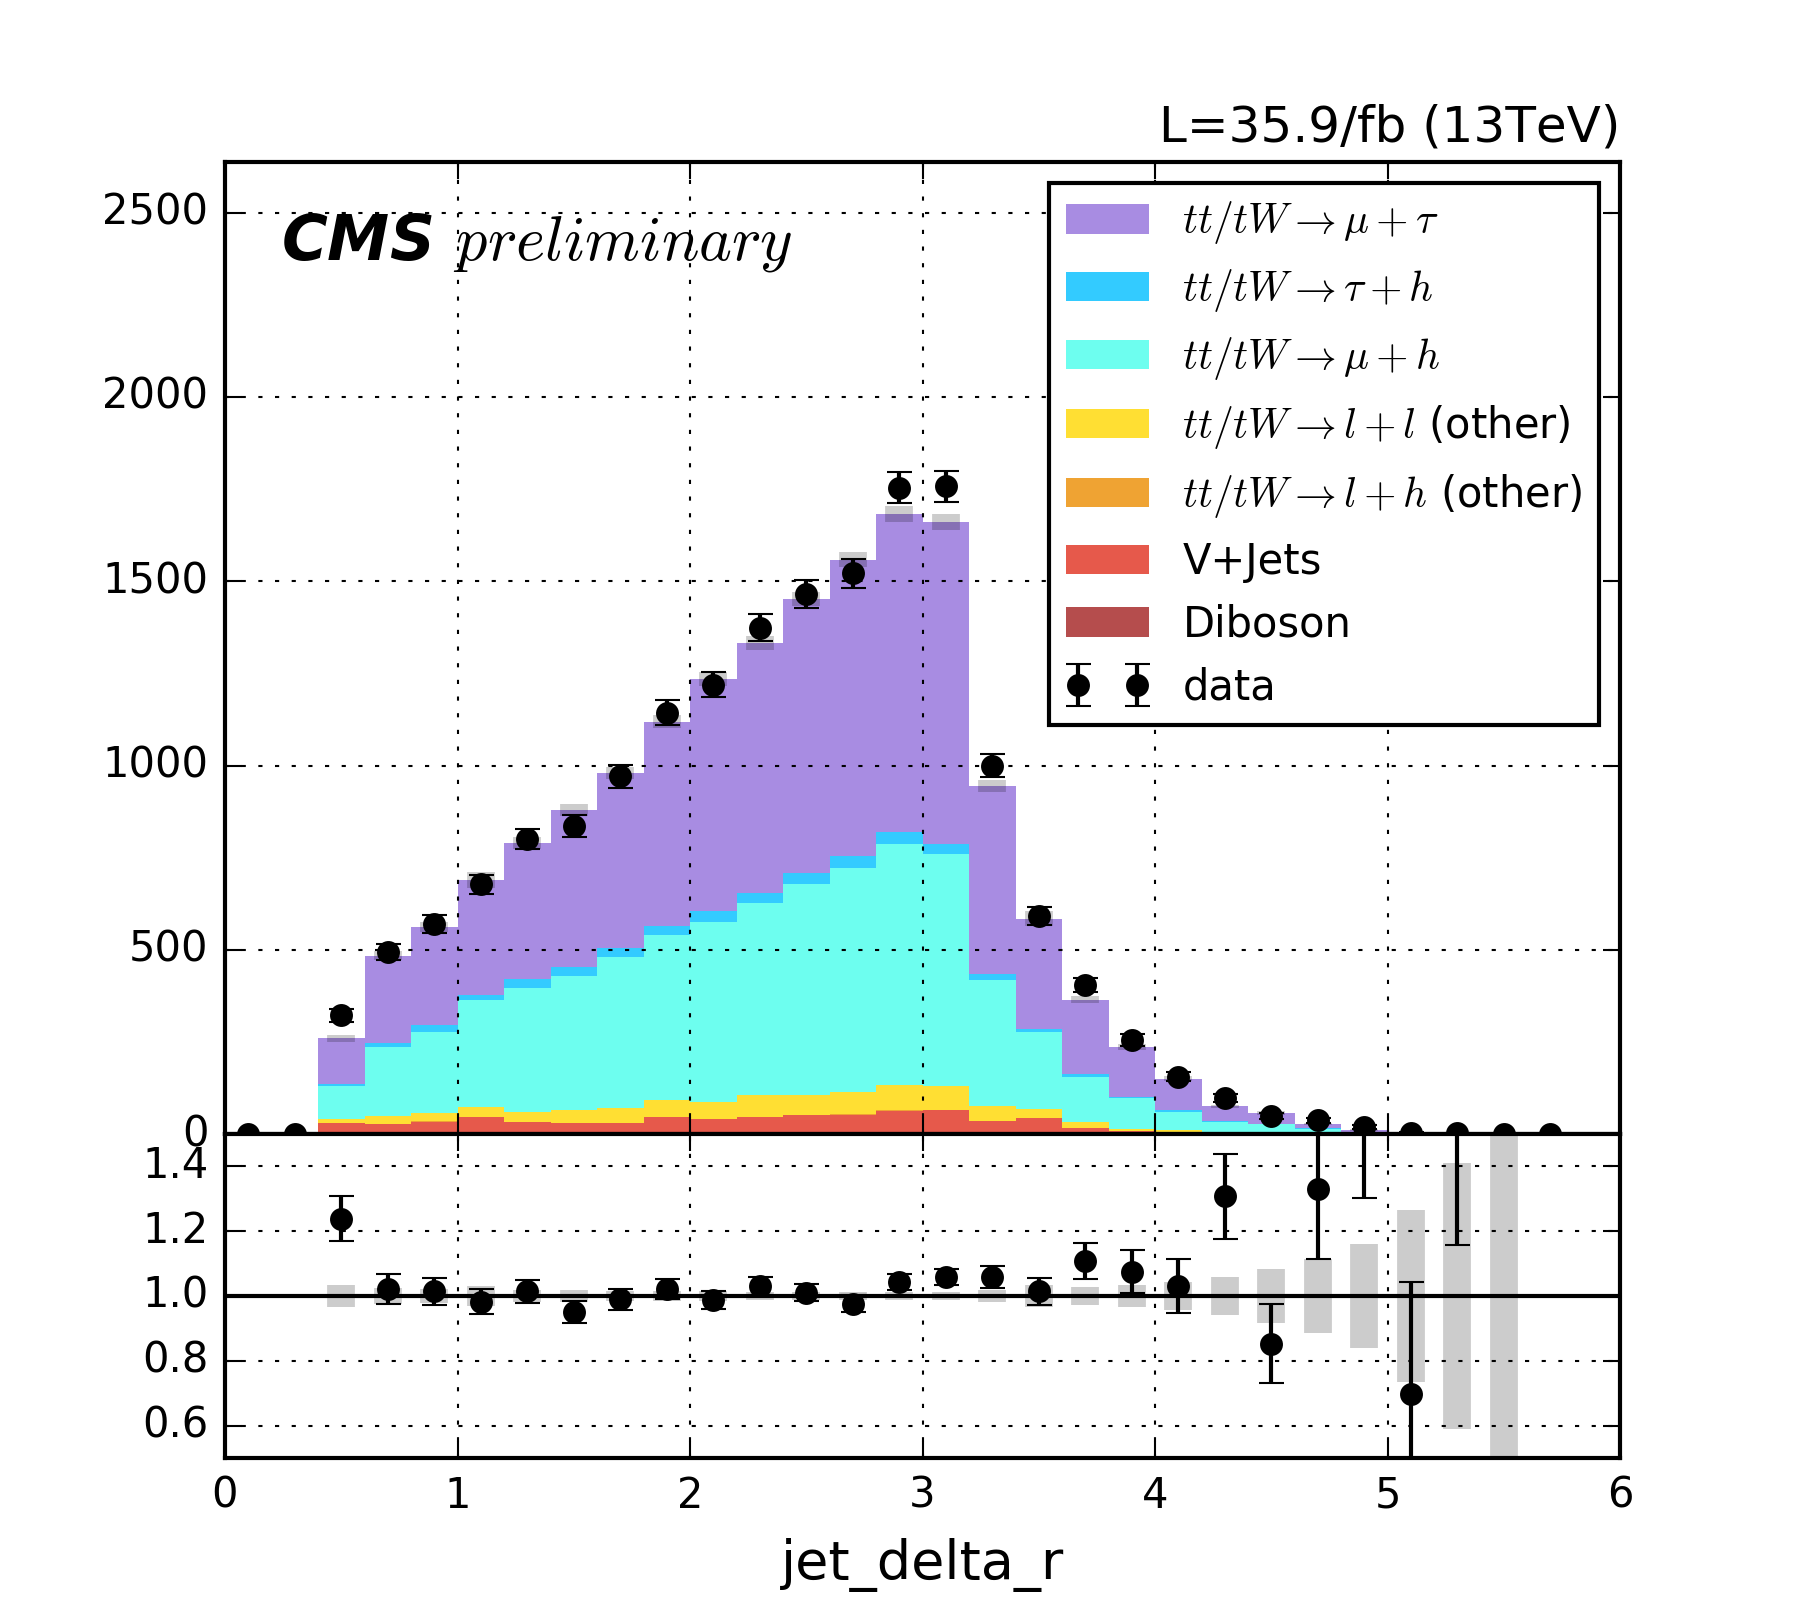 L=35.9/fb (13TeV)
CMS preliminary
2500
2000
1500
1000
500
0
tt/tW→μ+τ
tt/tW→τ+h
tt/tW→μ+h
tt/tW→l+l (other)
tt/tW→l+h (other)
V+Jets
Diboson
data
1.4
1.2
1.0
0.8
0.6
0 1 2 3 4 5 6
jet_delta_r